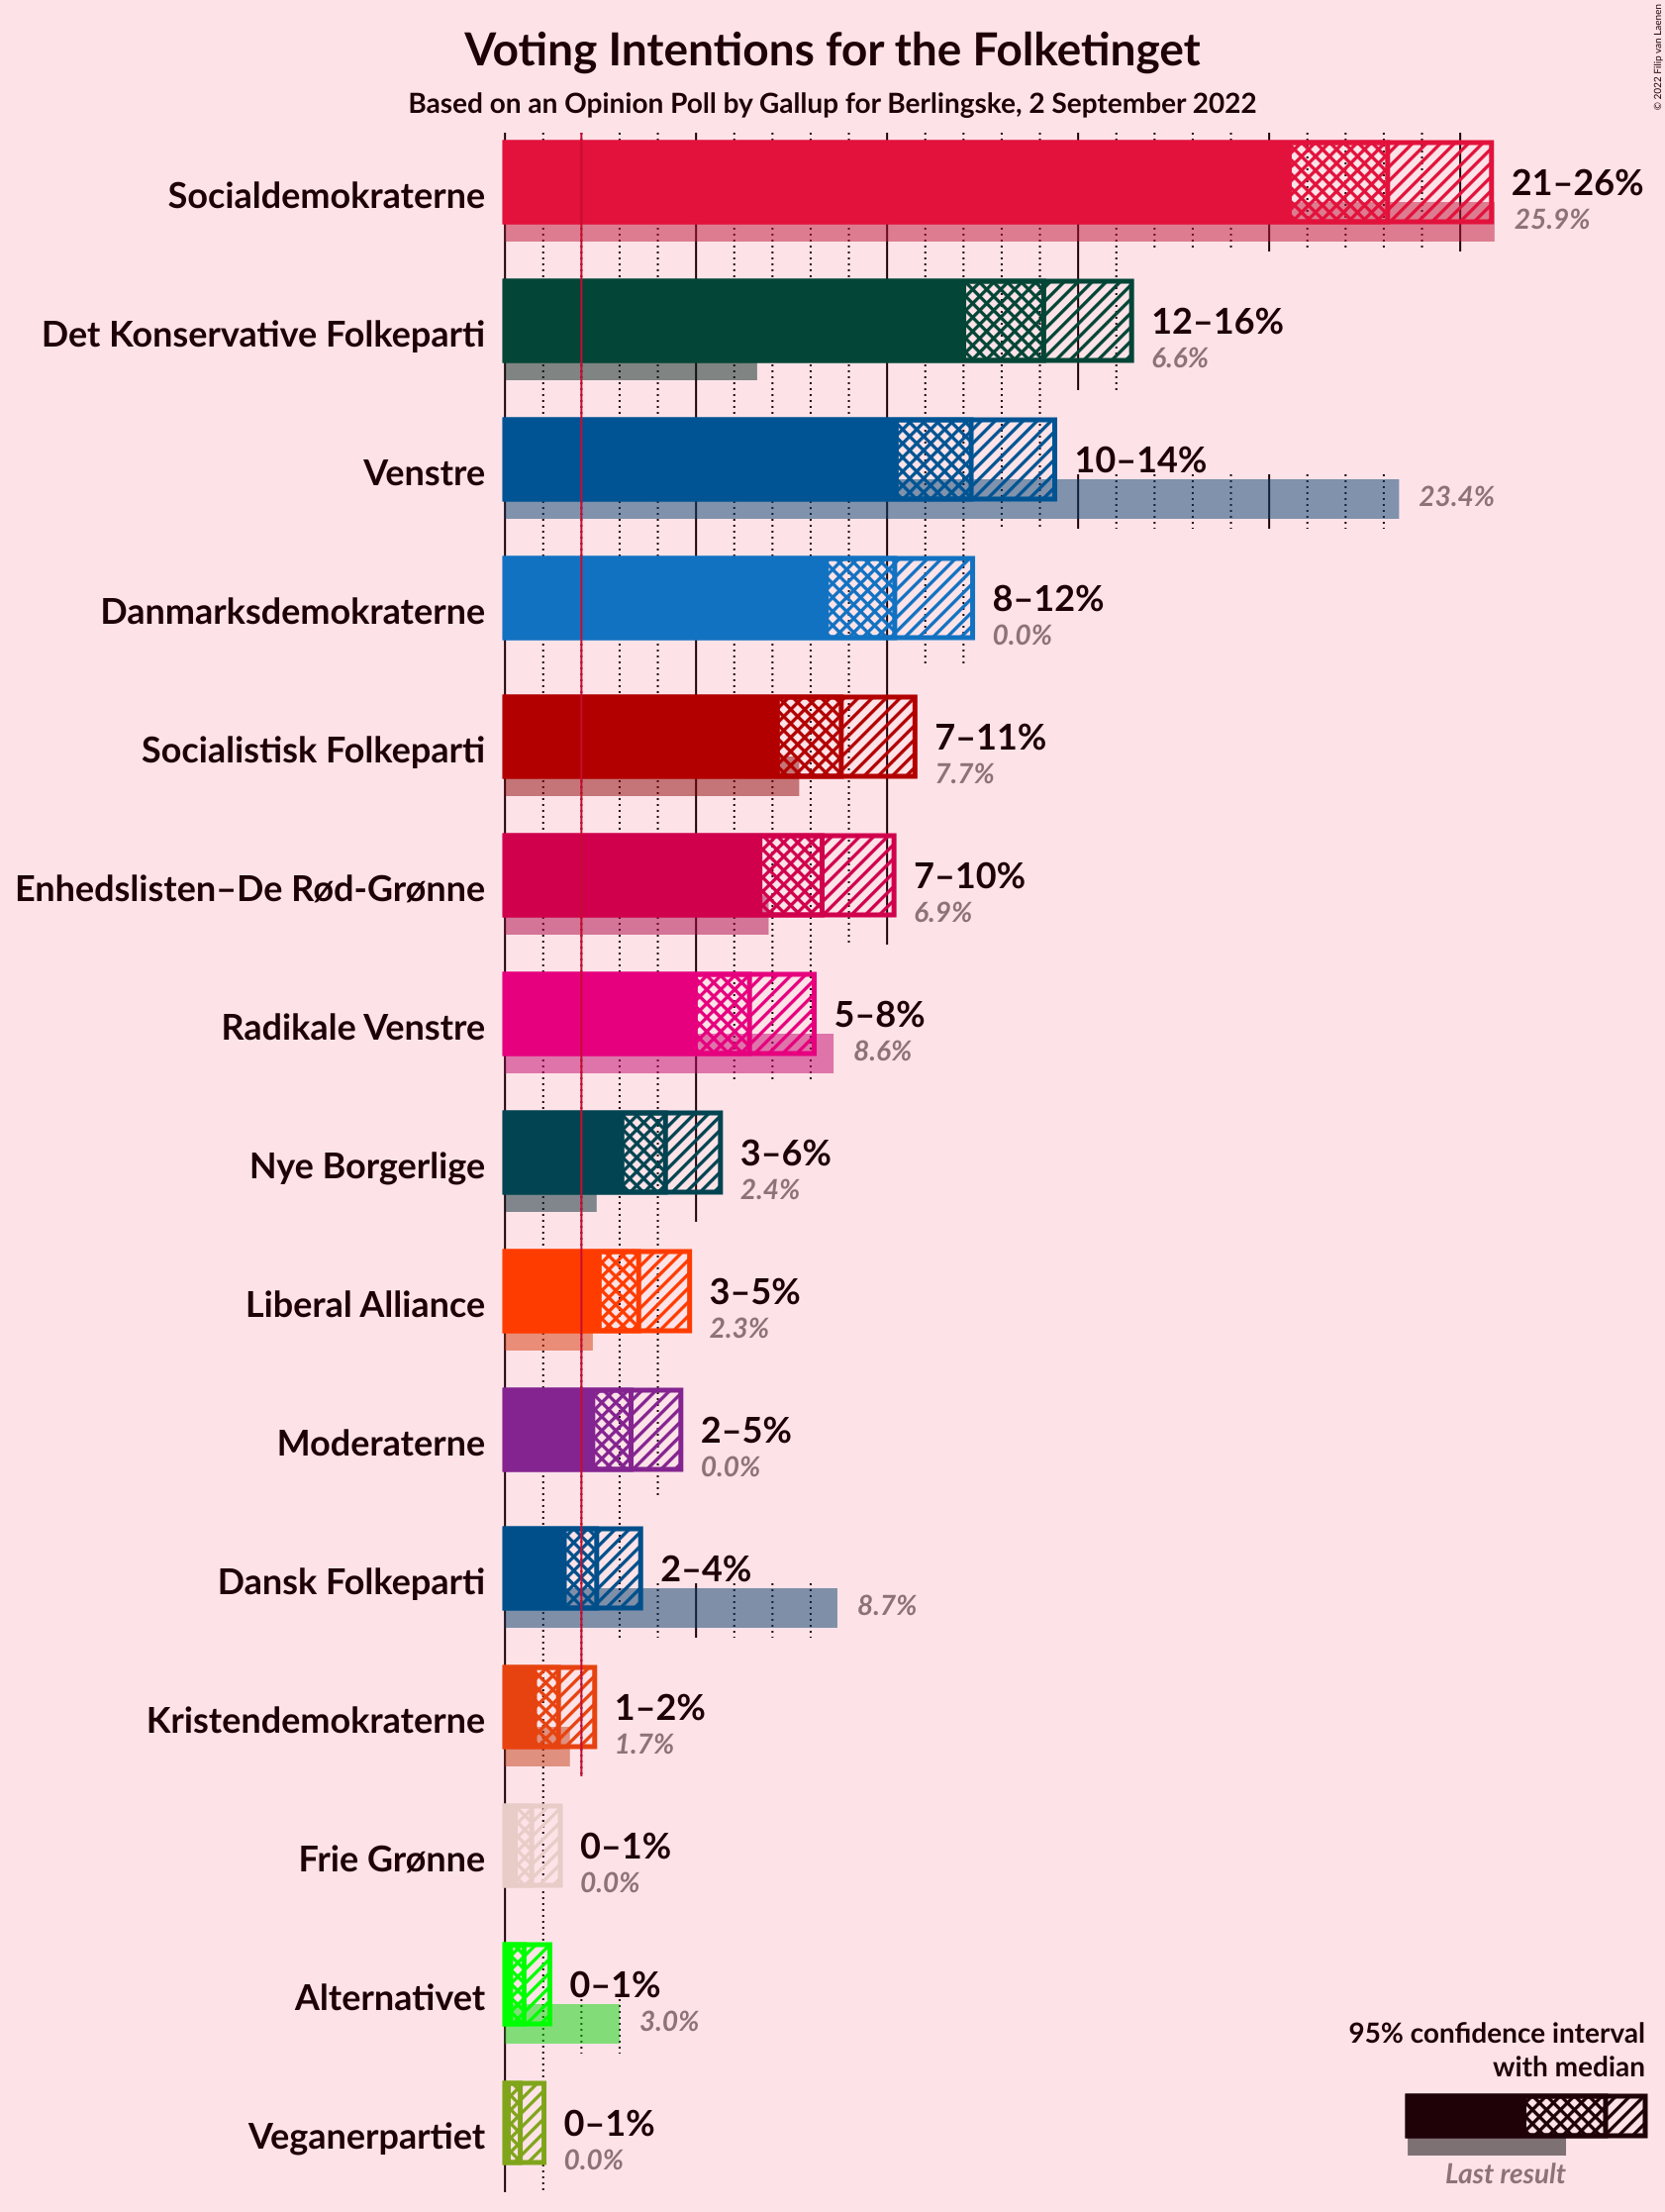 Voting Intentions for the Folketinget
Based on an Opinion Poll by Gallup for Berlingske, 2 September 2022
© 2022 Filip van Laenen
Socialdemokraterne
21–26%
25.9%
Det Konservative Folkeparti
12–16%
6.6%
Venstre
10–14%
23.4%
Danmarksdemokraterne
8–12%
0.0%
Socialistisk Folkeparti
7–11%
7.7%
Enhedslisten–De Rød-Grønne
7–10%
6.9%
Radikale Venstre
5–8%
8.6%
Nye Borgerlige
3–6%
2.4%
Liberal Alliance
3–5%
2.3%
Moderaterne
2–5%
0.0%
Dansk Folkeparti
2–4%
8.7%
Kristendemokraterne
1–2%
1.7%
Frie Grønne
0–1%
0.0%
Alternativet
0–1%
3.0%
Veganerpartiet
0–1%
0.0%
95% confidence interval
with median
Last result